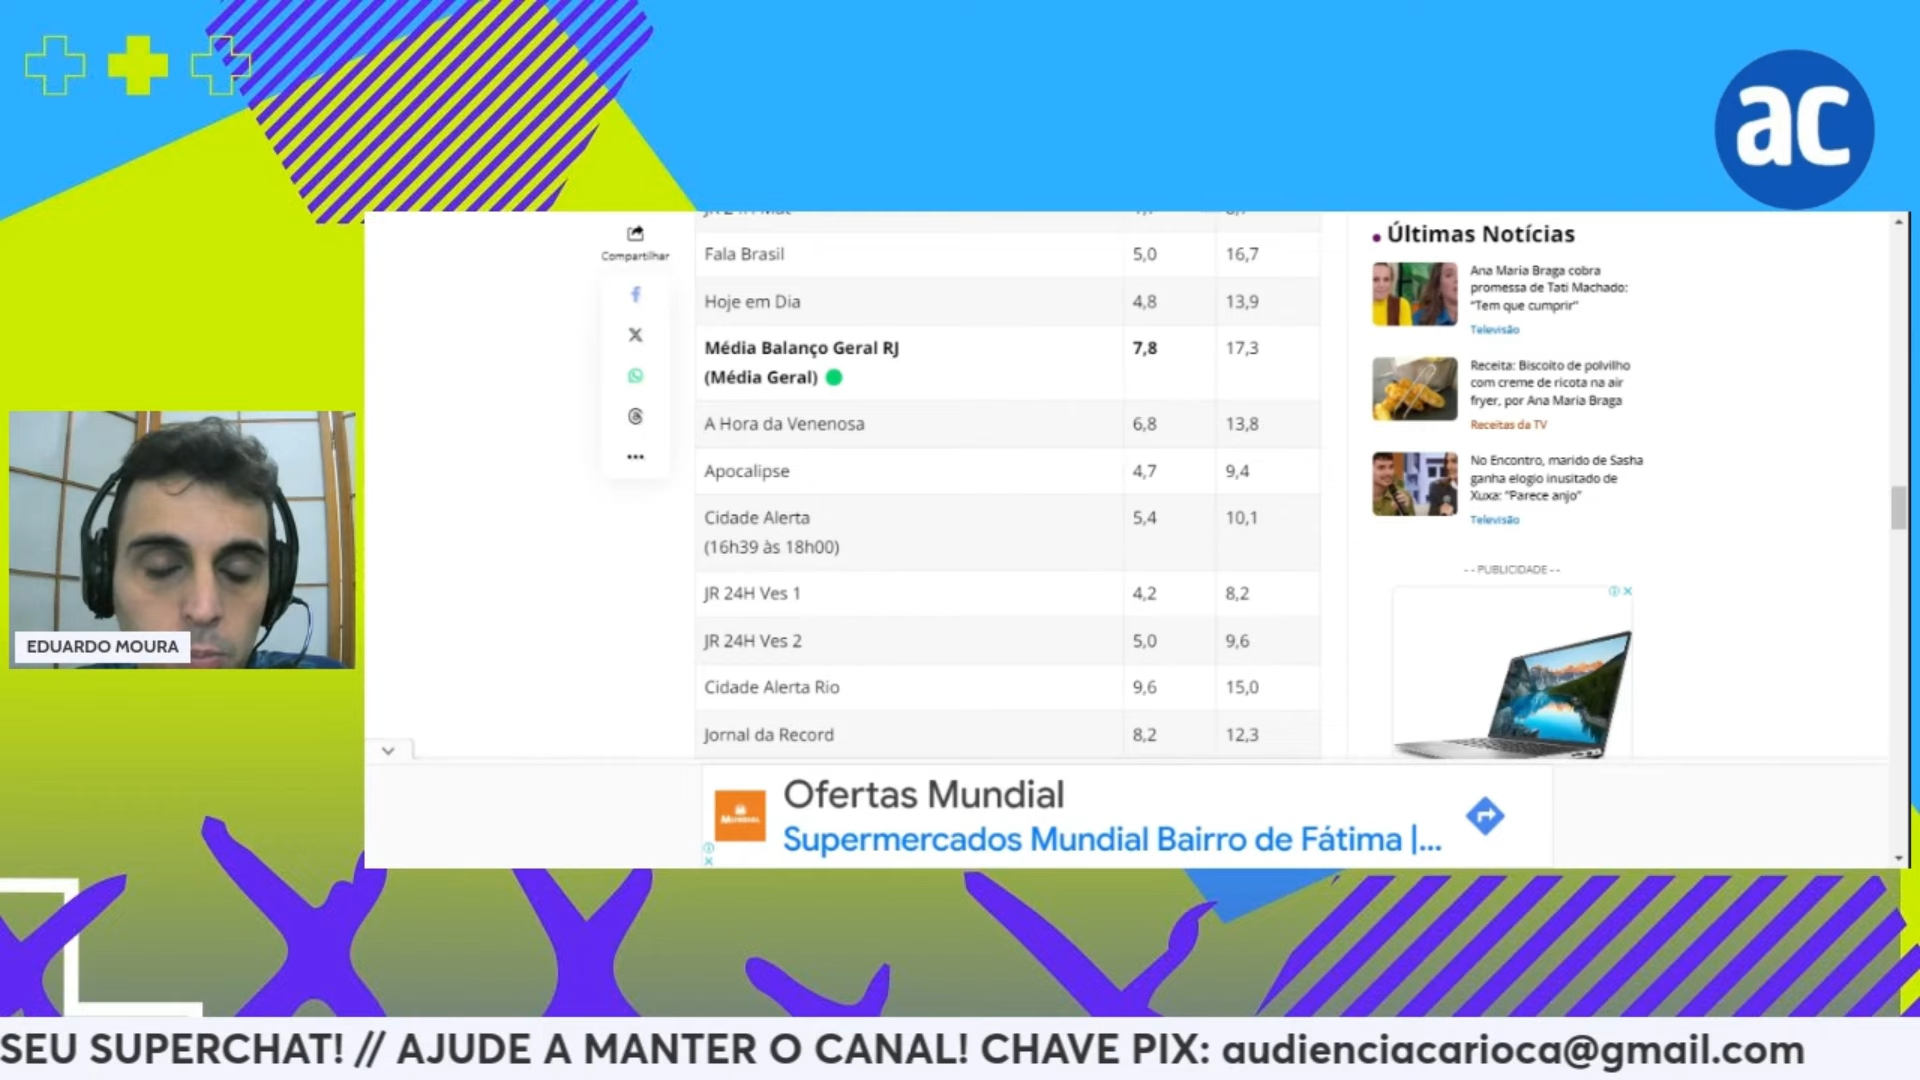 ac
Compartilhar
Fala Brasil 5,0 16,7
Hoje em Dia 4,8 13,9
Média Balanço Geral RJ 7,8 17,3
(Média Geral)
A Hora da Venenosa 6,8 13,8
Apocalipse 4,7 9,4
Cidade Alerta 5,4 10,1
(16h39 às 18h00)
JR 24H Ves 1 4,2 8,2
JR 24H Ves 2 5,0 9,6
Cidade Alerta Rio 9,6 15,0
Jornal da Record 8,2 12,3
Últimas Notícias
Ana Maria Braga cobra
promessa de Tati Machado:
“Tem que cumprir”
Televisão
Receita: Biscoito de polvilho
com creme de ricota na air
fryer, por Ana Maria Braga
Receitas da TV
No Encontro, marido de Sasha
ganha elogio inusitado de
Xuxa: “Parece anjo”
Televisão
- - PUBLICIDADE - -
EDUARDO MOURA
MUNDIAL
Ofertas Mundial
Supermercados Mundial Bairro de Fátima |...
SEU SUPERCHAT! // AJUDE A MANTER O CANAL! CHAVE PIX: audienciacarioca@gmail.com